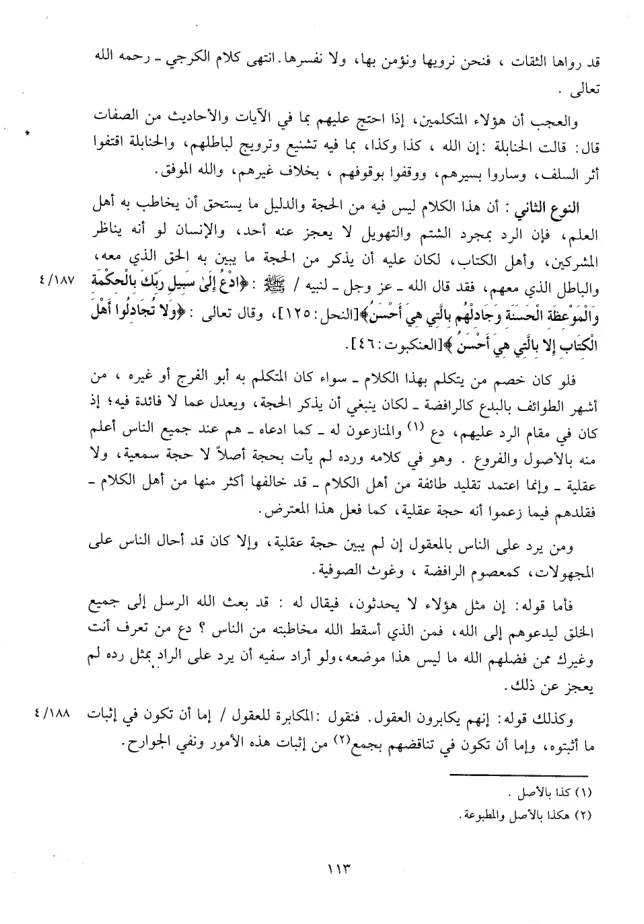 قد رواها الثقات ، فنحن نرويها ونؤمن بها، ولا نفسرها. انتهى كلام الكرجي ـ رحمه الله
تعالى .
والعجب أن هؤلاء المتكلمين، إذا احتج عليهم بما في الآيات والأحاديث من الصفات
قال: قالت الحنابلة :إن الله ، كذا وكذا، بما فيه تشنيع وترويج لباطلهم، والحنابلة اقتفوا
أثر السلف، وساروا بسيرهم، ووقفوا بوقوفهم ، بخلاف غيرهم، والله الموفق.
النوع الثاني : أن هذا الكلام ليس فيه من الحجة والدليل ما يستحق أن يخاطب به أهل
العلم، فإن الرد بمجرد الشتم والتهويل لا يعجز عنه أحد، والإنسان لو أنه يناظر
المشركين، وأهل الكتاب، لكان عليه أن يذكر من الحجة ما يبين به الحق الذي معه،
والباطل الذي معهم، فقد قال الله ـ عز وجل ـ لنبيه / ﷺ : ﴿ادْعُ إِلَىٰ سَبِيلِ رَبِّكَ بِالْحِكْمَةِ ٤/١٨٧
وَالْمَوْعِظَةِ الْحَسَنَةِ وَجَادِلْهُم بِالَّتِي هِيَ أَحْسَنُ﴾[النحل:١٢٥]، وقال تعالى : ﴿وَلا تُجَادِلُوا أَهْلَ
الْكِتَابِ إِلا بِالَّتِي هِيَ أَحْسَنُ ﴾[العنكبوت:٤٦].
فلو كان خصم من يتكلم بهذا الكلام ـ سواء كان المتكلم به أبو الفرج أو غيره ، من
أشهر الطوائف بالبدع كالرافضة ـ لكان ينبغي أن يذكر الحجة، ويعدل عما لا فائدة فيه؛ إذ
كان في مقام الرد عليهم، دع (١) والمنازعون له ـ كما ادعاه ـ هم عند جميع الناس أعلم
منه بالأصول والفروع . وهو في كلامه ورده لم يأت بحجة أصلاً لا حجة سمعية، ولا
عقلية ـ وإنما اعتمد تقليد طائفة من أهل الكلام ـ قد خالفها أكثر منها من أهل الكلام ـ
فقلدهم فيما زعموا أنه حجة عقلية، كما فعل هذا المعترض.
ومن يرد على الناس بالمعقول إن لم يبين حجة عقلية، وإلا كان قد أحال الناس على
المجهولات، كمعصوم الرافضة ، وغوث الصوفية.
فأما قوله: إن مثل هؤلاء لا يحدثون، فيقال له : قد بعث الله الرسل إلى جميع
الخلق ليدعوهم إلى الله، فمن الذي أسقط الله مخاطبته من الناس ؟ دع من تعرف أنت
وغيرك ممن فضلهم الله ما ليس هذا موضعه،ولو أراد سفيه أن يرد على الراد بمثل رده لم
يعجز عن ذلك.
وكذلك قوله: إنهم يكابرون العقول. فنقول :المكابرة للعقول / إما أن تكون في إثبات ٤/١٨٨
ما أثبتوه، وإما أن تكون في تناقضهم بجمع(٢) من إثبات هذه الأمور ونفي الجوارح.
(١) كذا بالأصل .
(٢) هكذا بالأصل والمطبوعة.
١١٣